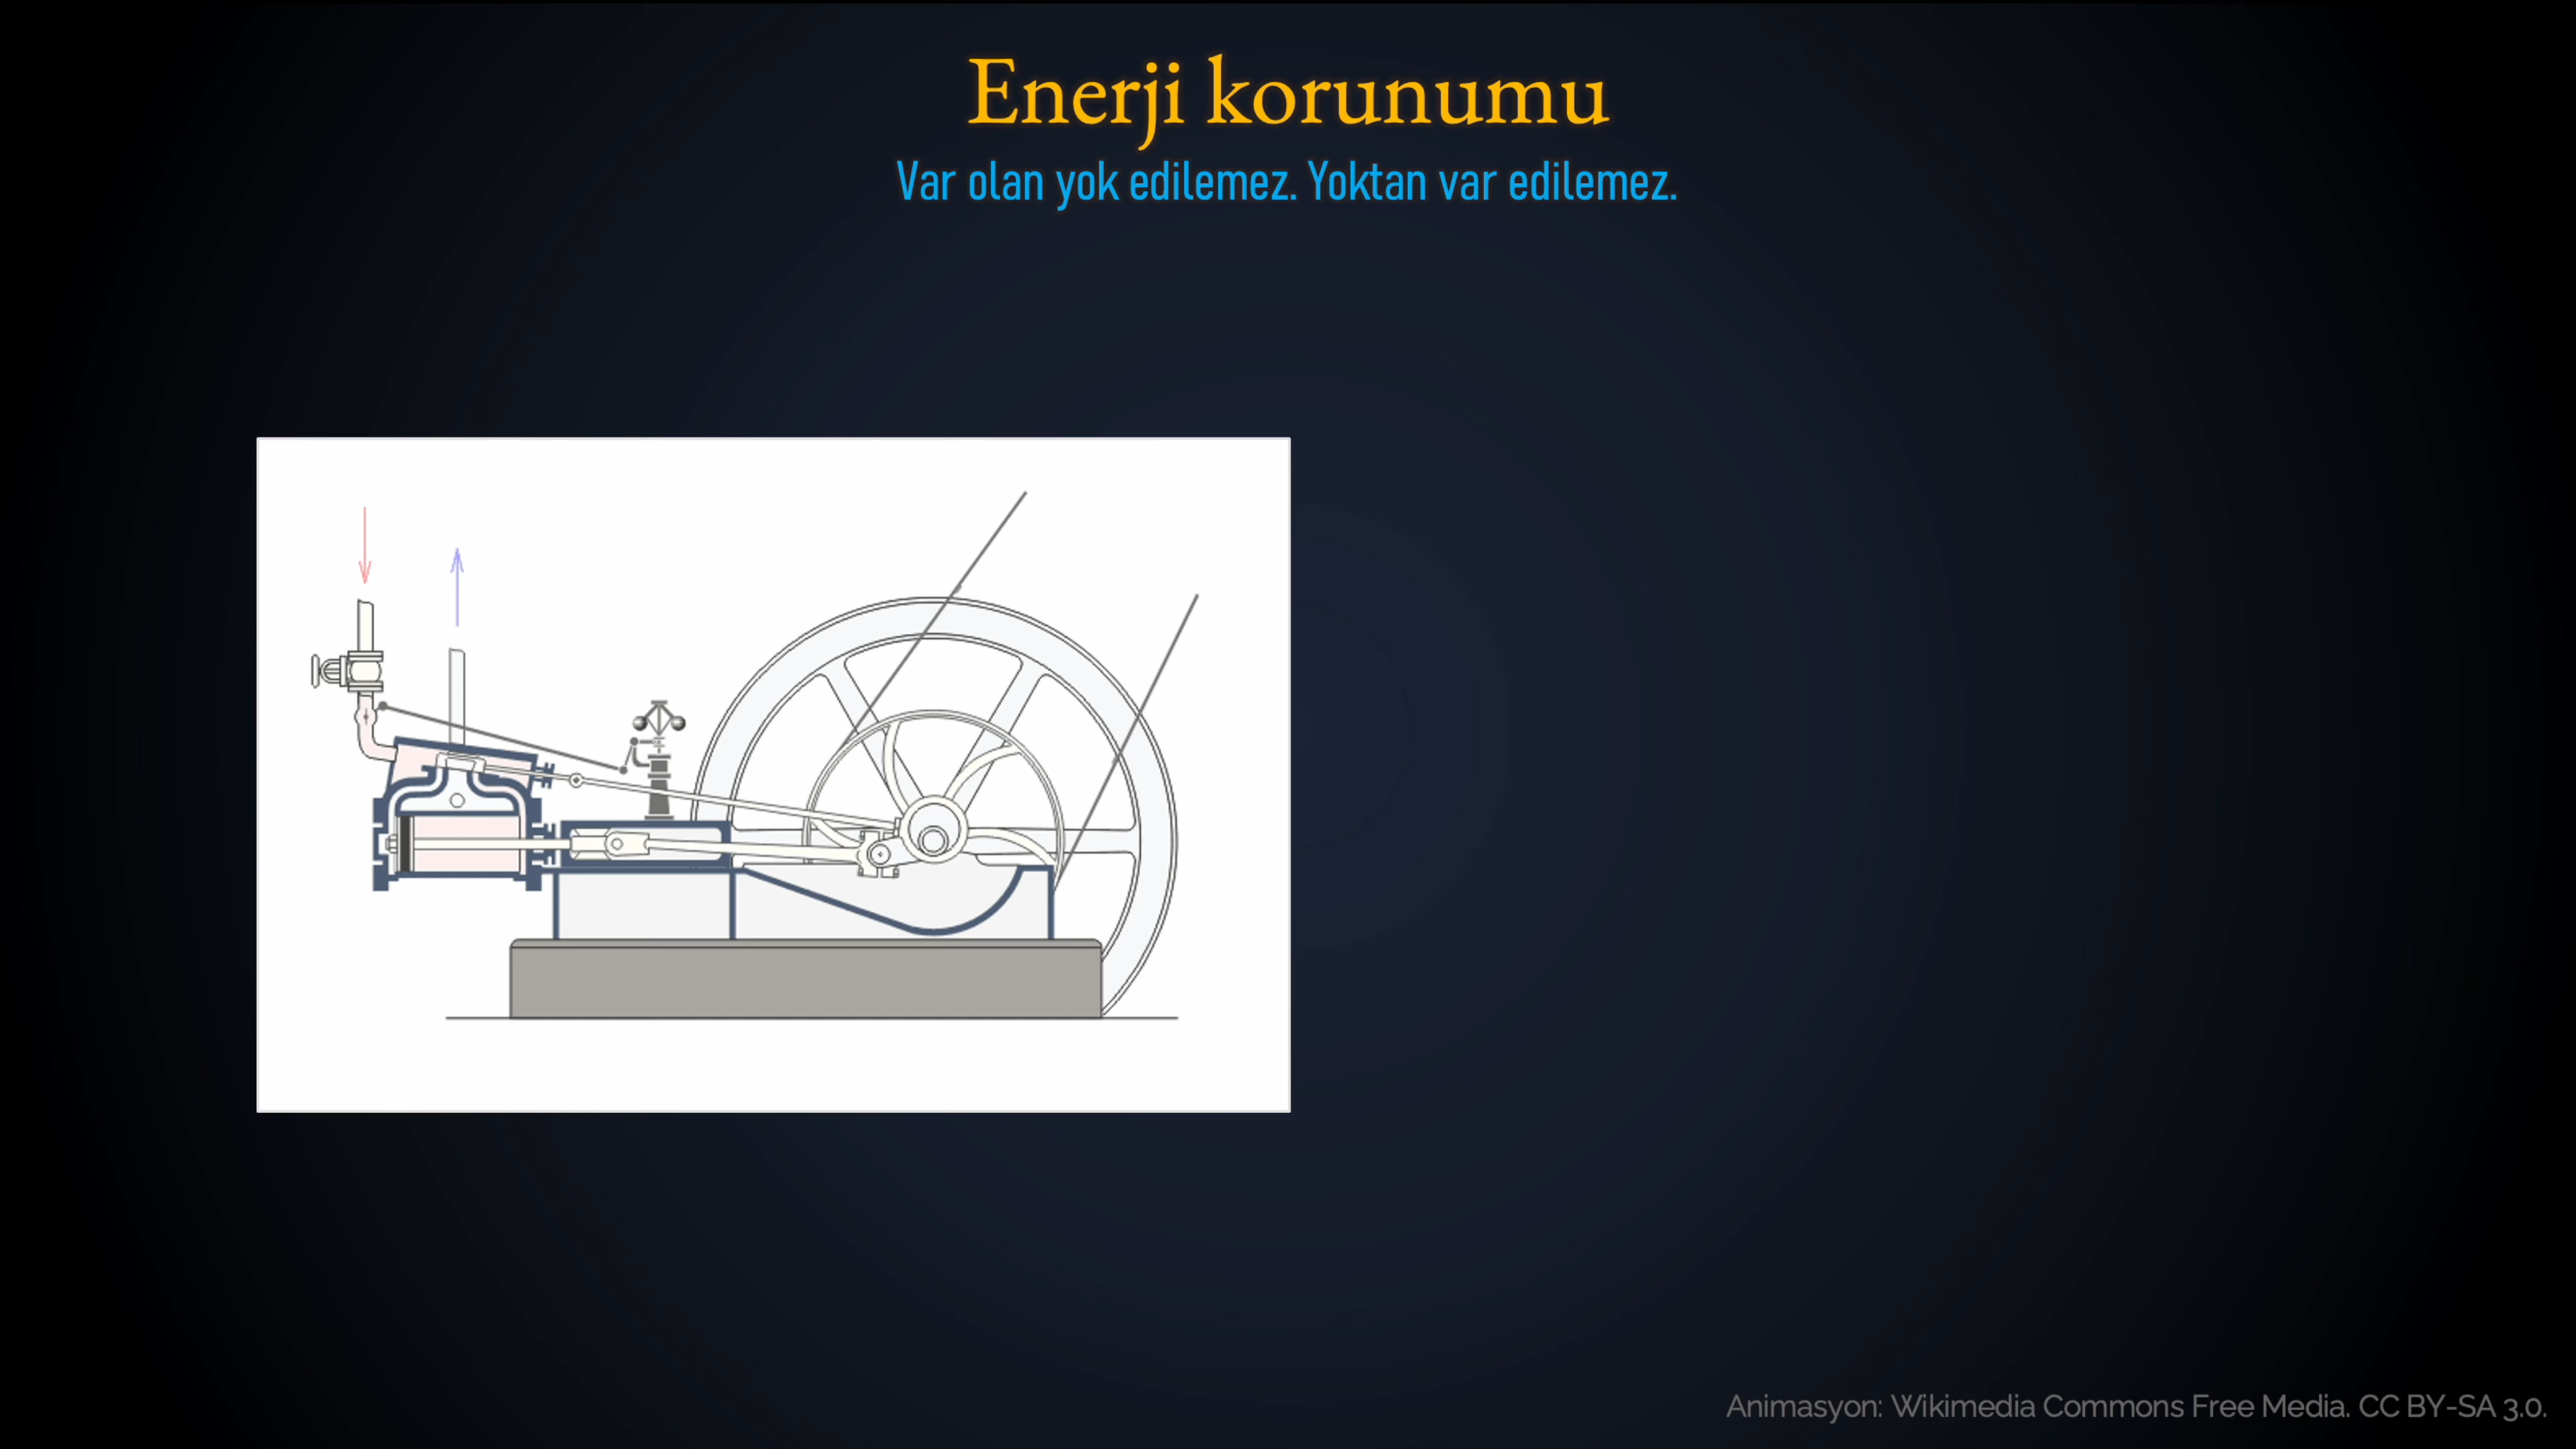 Enerji korunumu
Var olan yok edilemez. Yoktan var edilemez.
Animasyon: Wikimedia Commons Free Media. CC BY-SA 3.0.